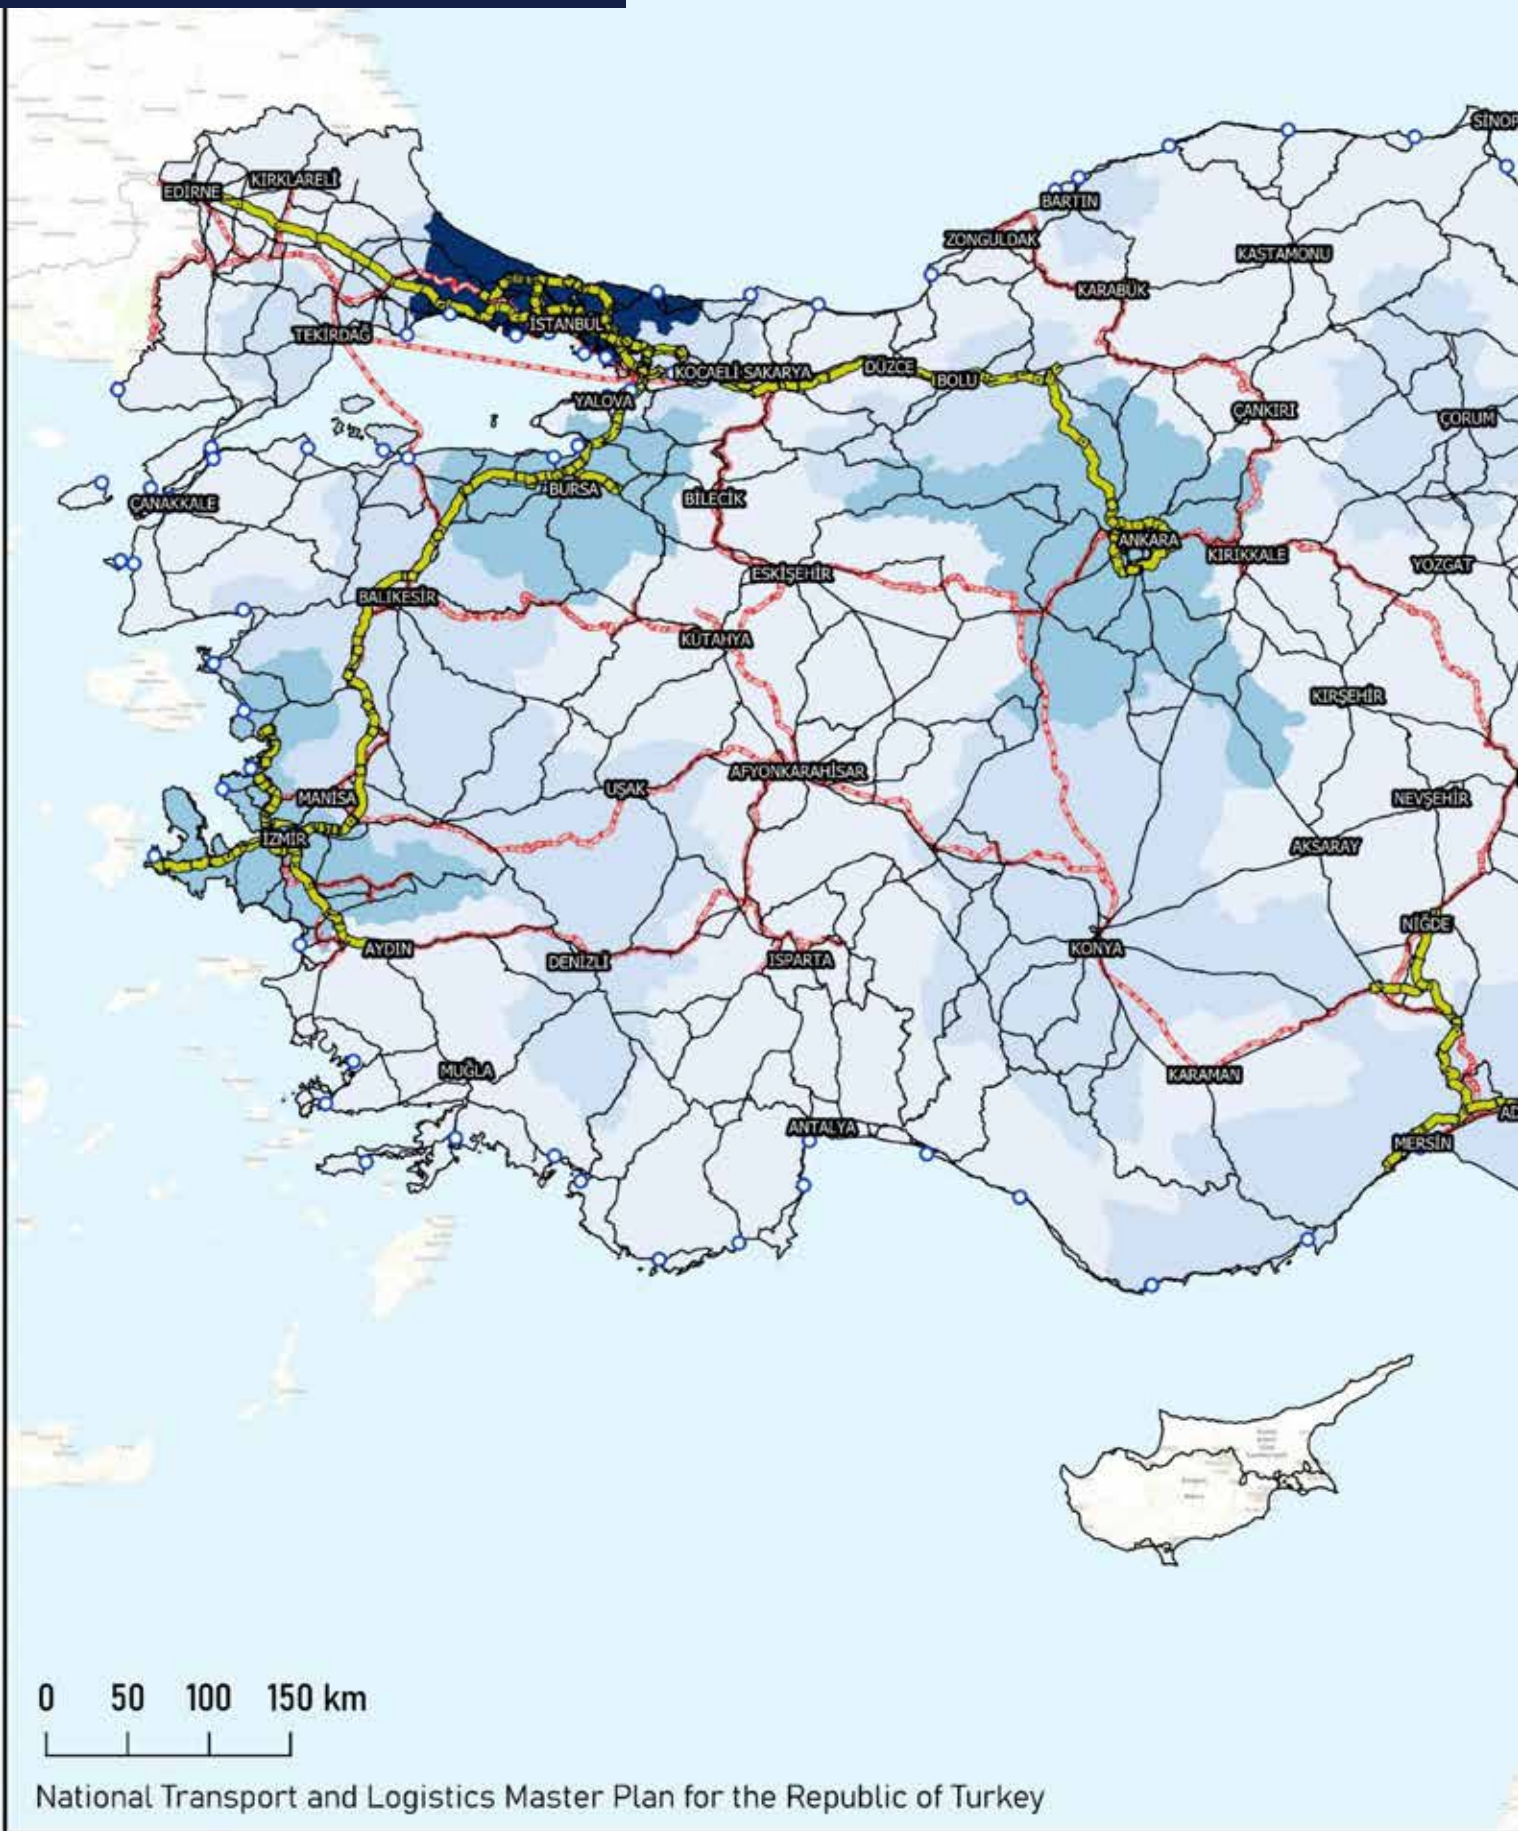 SİNOP
KIRKLARELİ
EDİRNE
BARTIN
ZONGULDAK
KASTAMONU
KARABÜK
İSTANBUL
TEKİRDAĞ
KOCAELİ
SAKARYA
DÜZCE
BOLU
YALOVA
ÇANKIRI
ÇORUM
BURSA
BİLECİK
ÇANAKKALE
ANKARA
KIRIKKALE
YOZGAT
ESKİŞEHİR
BALIKESİR
KÜTAHYA
KIRŞEHİR
AFYONKARAHİSAR
UŞAK
MANİSA
NEVŞEHİR
İZMİR
AKSARAY
NİĞDE
AYDIN
DENİZLİ
ISPARTA
KONYA
MUĞLA
KARAMAN
AD
ANTALYA
MERSİN
0 50 100 150 km
National Transport and Logistics Master Plan for the Republic of Turkey